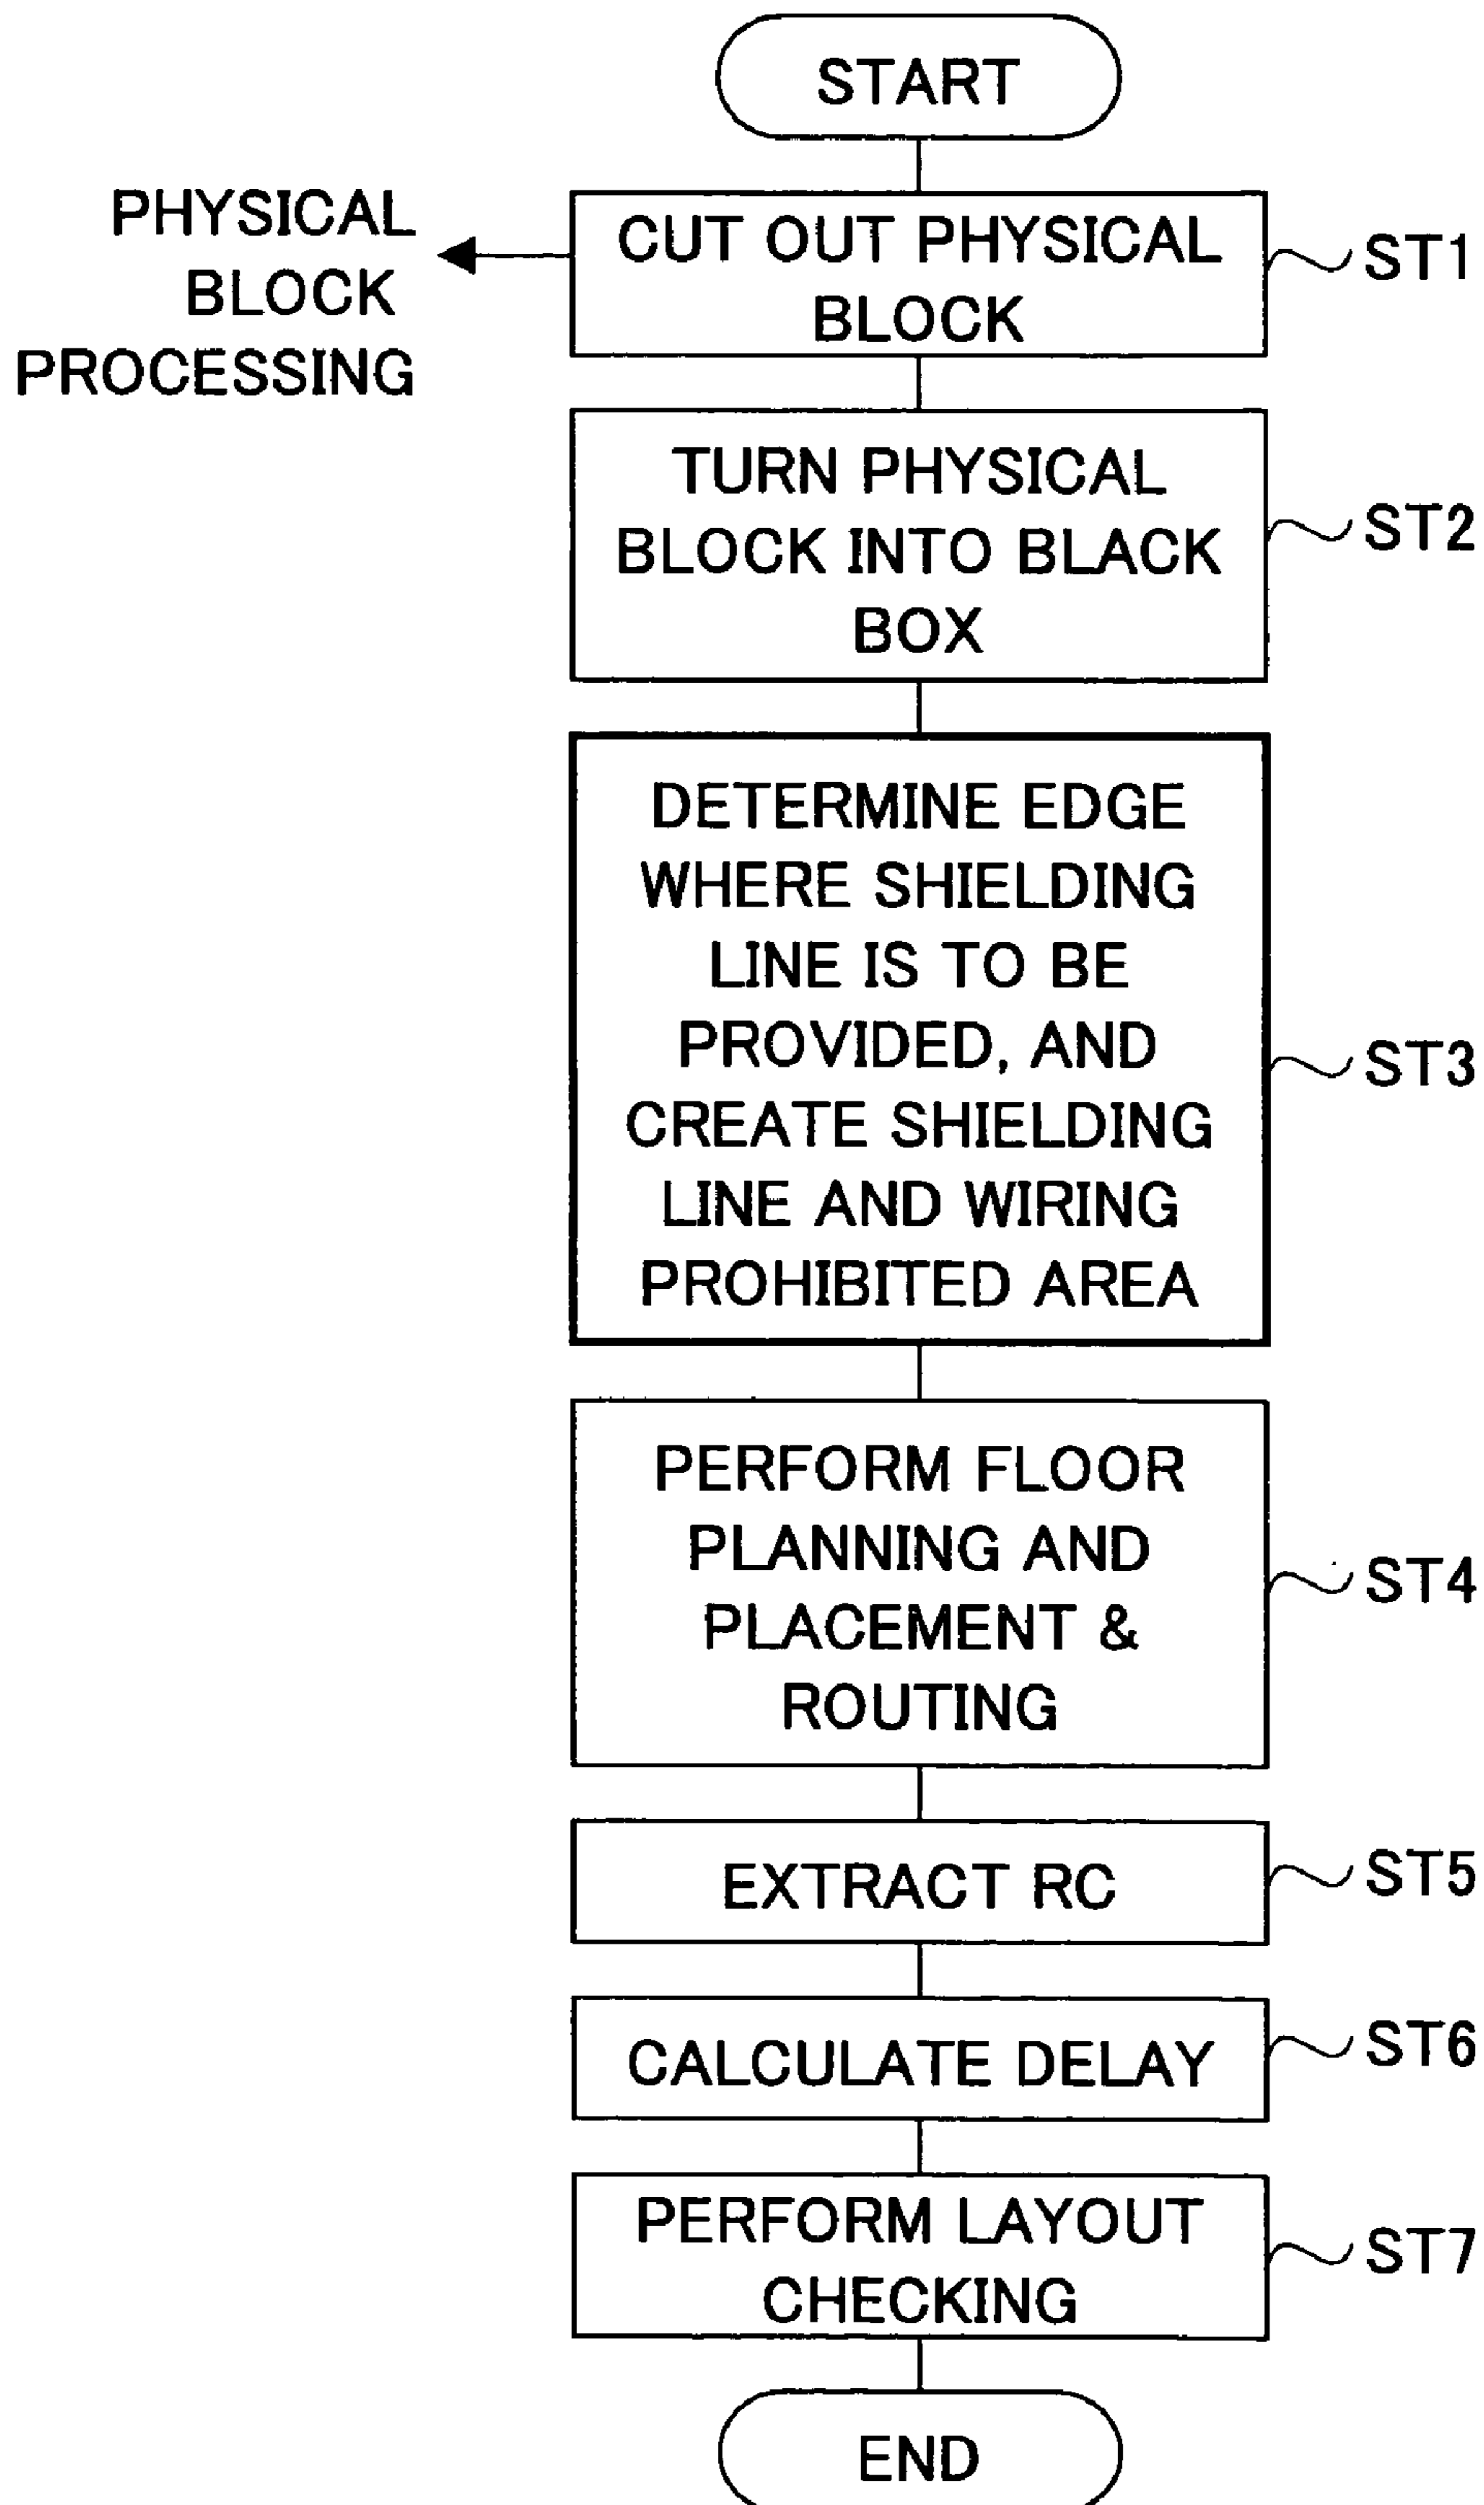 START
PHYSICAL
BLOCK
PROCESSING
CUT OUT PHYSICAL
BLOCK
ST1
TURN PHYSICAL
BLOCK INTO BLACK
BOX
ST2
DETERMINE EDGE
WHERE SHIELDING
LINE IS TO BE
PROVIDED, AND
CREATE SHIELDING
LINE AND WIRING
PROHIBITED AREA
ST3
PERFORM FLOOR
PLANNING AND
PLACEMENT &
ROUTING
ST4
EXTRACT RC
ST5
CALCULATE DELAY
ST6
PERFORM LAYOUT
CHECKING
ST7
END